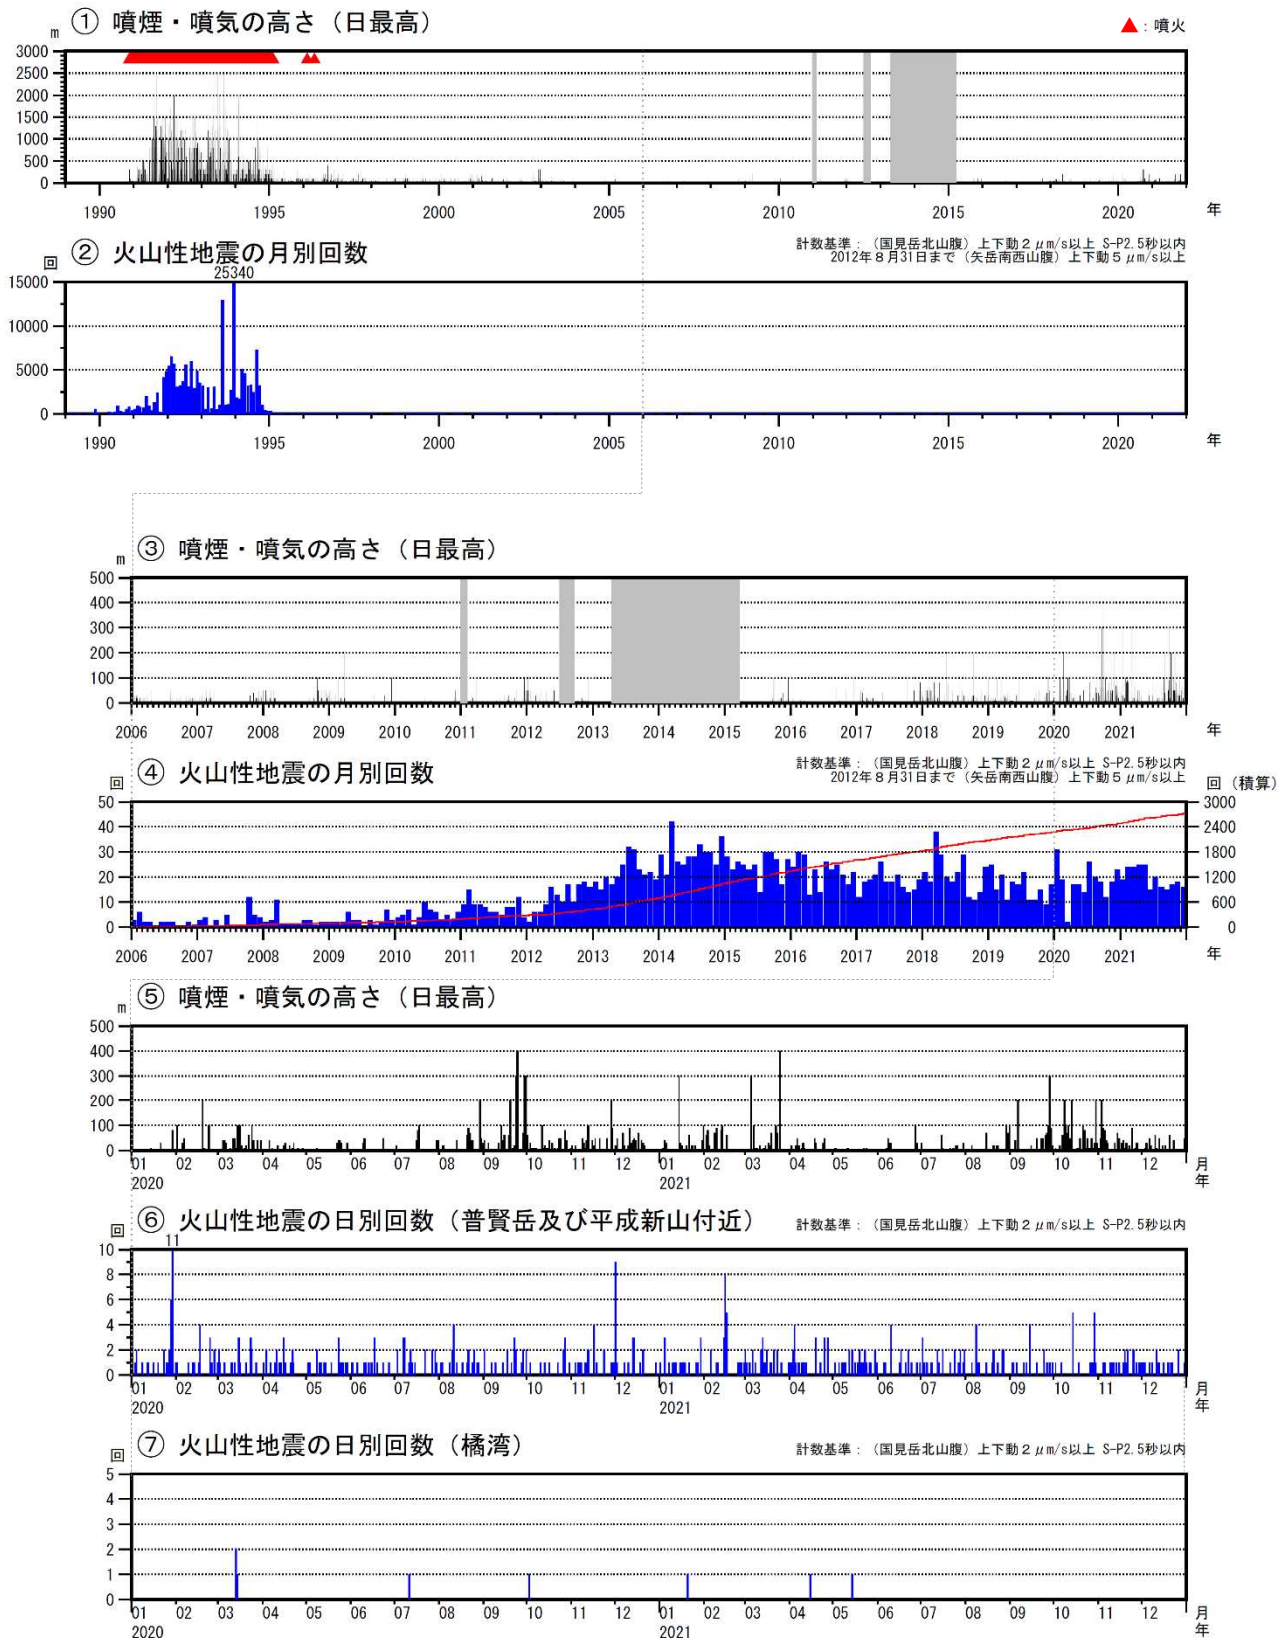 ① 噴煙・噴気の高さ（日最高）
▲：噴火
m
3000
2500
2000
1500
1000
500
0
1990 1995 2000 2005 2010 2015 2020 年
② 火山性地震の月別回数
計数基準：（国見岳北山腹）上下動２μm/s以上 S-P2.5秒以内
2012年８月31日まで（矢岳南西山腹）上下動５μm/s以上
回
25340
15000
10000
5000
0
1990 1995 2000 2005 2010 2015 2020 年
③ 噴煙・噴気の高さ（日最高）
m
500
400
300
200
100
0
2006 2007 2008 2009 2010 2011 2012 2013 2014 2015 2016 2017 2018 2019 2020 2021 年
④ 火山性地震の月別回数
計数基準：（国見岳北山腹）上下動２μm/s以上 S-P2.5秒以内
2012年８月31日まで（矢岳南西山腹）上下動５μm/s以上
回 回（積算）
50 3000
40 2400
30 1800
20 1200
10 600
0 0
2006 2007 2008 2009 2010 2011 2012 2013 2014 2015 2016 2017 2018 2019 2020 2021 年
⑤ 噴煙・噴気の高さ（日最高）
m
500
400
300
200
100
0
01 02 03 04 05 06 07 08 09 10 11 12 01 02 03 04 05 06 07 08 09 10 11 12 月
2020 2021 年
⑥ 火山性地震の日別回数（普賢岳及び平成新山付近）
計数基準：（国見岳北山腹）上下動２μm/s以上 S-P2.5秒以内
回
11
10
8
6
4
2
0
01 02 03 04 05 06 07 08 09 10 11 12 01 02 03 04 05 06 07 08 09 10 11 12 月
2020 2021 年
⑦ 火山性地震の日別回数（橘湾）
計数基準：（国見岳北山腹）上下動２μm/s以上 S-P2.5秒以内
回
5
4
3
2
1
0
01 02 03 04 05 06 07 08 09 10 11 12 01 02 03 04 05 06 07 08 09 10 11 12 月
2020 2021 年